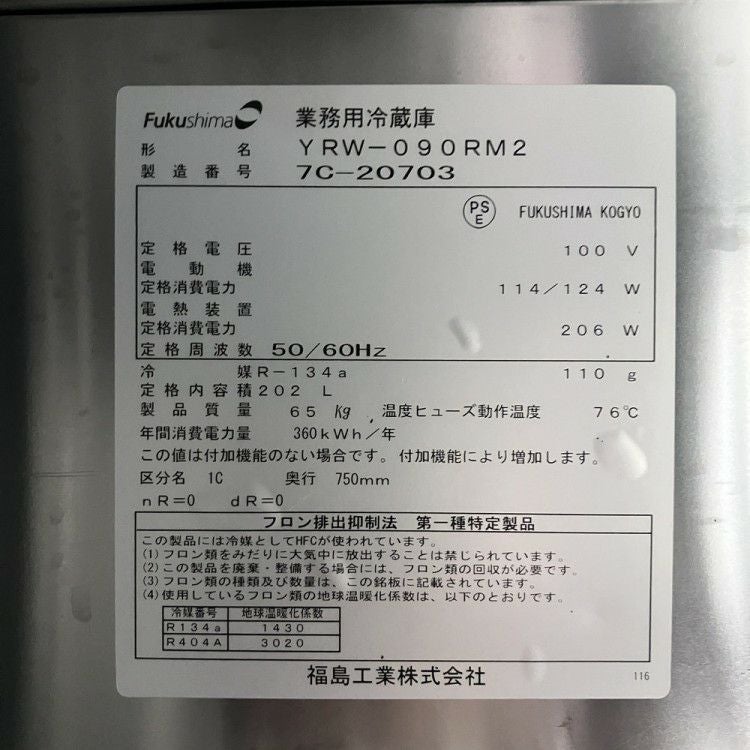 Fukushima 業務用冷蔵庫
形名 YRW-090RM2
製造番号 7C-20703
PS E FUKUSHIMA KOGYO
定格電圧 100 V
電動機
定格消費電力 114/124 W
電熱装置
定格消費電力 206 W
定格周波数 50/60Hz
冷媒 R-134a 110 g
定格内容積 202 L
製品質量 65 Kg 温度ヒューズ動作温度 76℃
年間消費電力量 360kWh/年
この値は付加機能のない場合です。付加機能により増加します。
区分名 1C 奥行 750mm
nR=0 dR=0
フロン排出抑制法 第一種特定製品
この製品には冷媒としてHFCが使われています。
(1) フロン類をみだりに大気中に放出することは禁じられています。
(2) この製品を廃棄・整備する場合には、フロン類の回収が必要です。
(3) フロン類の種類及び数量は、この銘板に記載されています。
(4) 使用しているフロン類の地球温暖化係数は、以下のとおりです。
冷媒番号 地球温暖化係数
R134a 1430
R404A 3020
福島工業株式会社 116